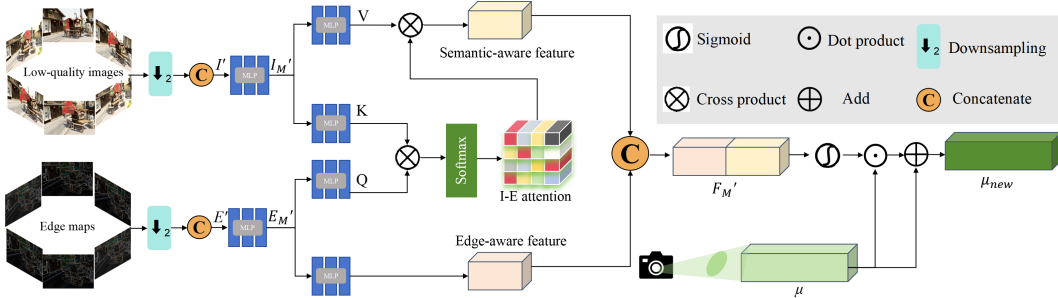 Low-quality images
2
C
I'
MLP
I_M'
MLP
V
Semantic-aware feature
MLP
K
Softmax
I-E attention
Edge maps
2
C
E'
MLP
E_M'
MLP
Q
MLP
Edge-aware feature
C
F_M'
μ
μ_new
Sigmoid
Dot product
2 Downsampling
Cross product
Add
C Concatenate